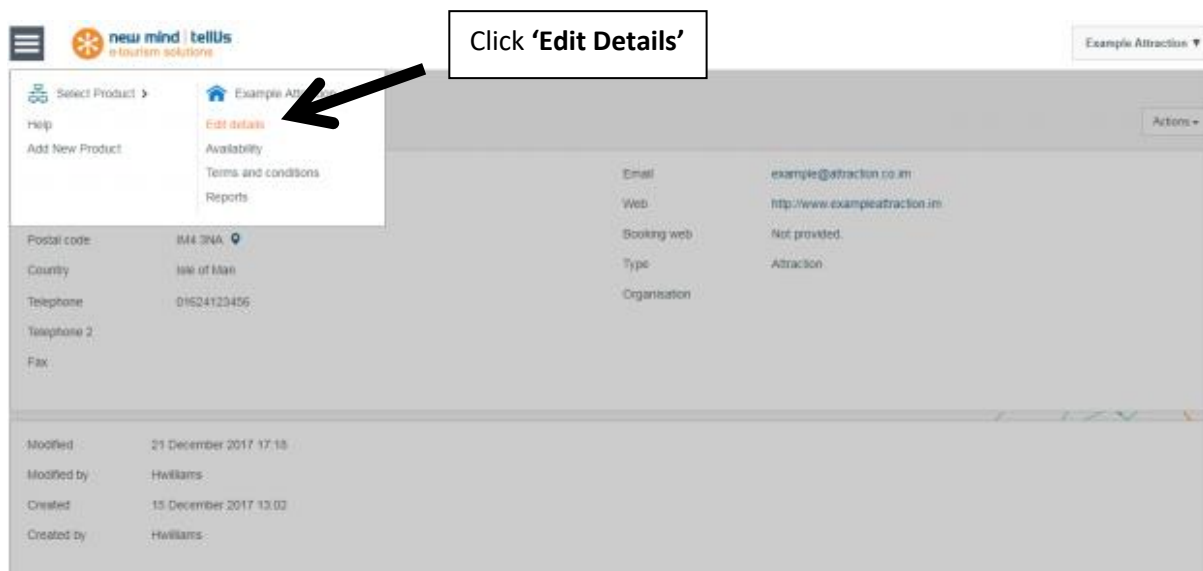 new mind | tellUs
e-tourism solutions
Click 'Edit Details'
Example Attraction ▼
Select Product >
Example Attraction
Help
Edit details
Actions
Add New Product
Availability
Terms and conditions
Reports
Email example@attraction.co.im
Web http://www.exampleattraction.im
Postal code IM4 3NA
Booking web Not provided.
Country Isle of Man
Type Attraction
Telephone 01624123456
Organisation
Telephone 2
Fax
Modified 21 December 2017 17:18
Modified by Hwilliams
Created 15 December 2017 13:02
Created by Hwilliams